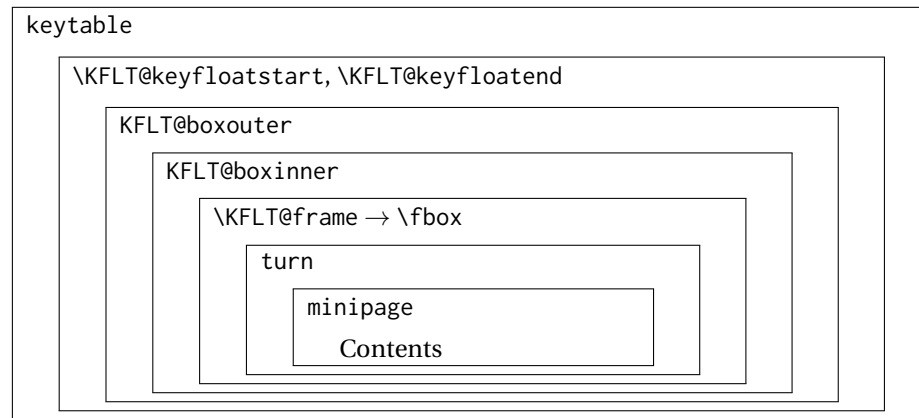 keytable
\KFLT@keyfloatstart, \KFLT@keyfloatend
KFLT@boxouter
KFLT@boxinner
\KFLT@frame → \fbox
turn
minipage
Contents